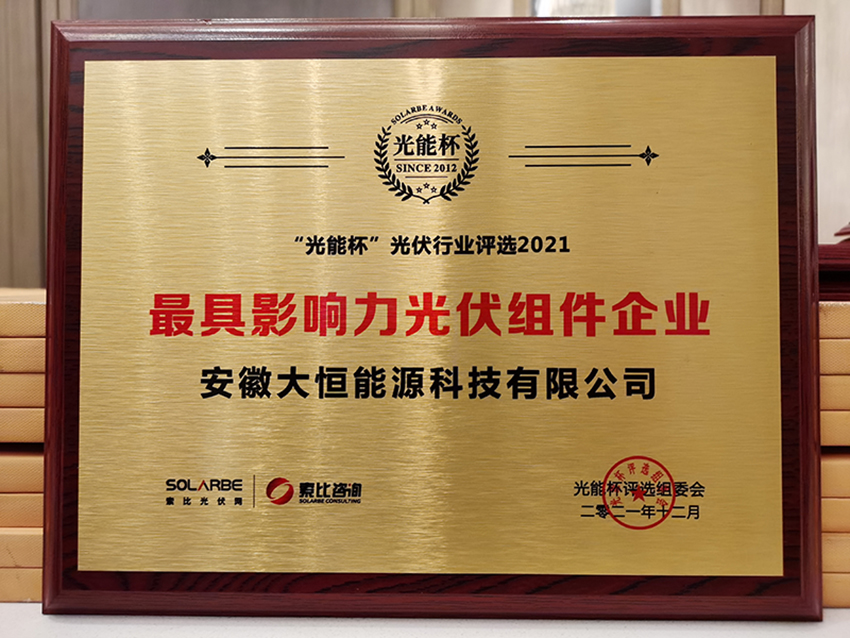 SOLARBE AWARDS
光能杯
SINCE 2012
“光能杯”光伏行业评选2021
最具影响力光伏组件企业
安徽大恒能源科技有限公司
SOLARBE
索比光伏网
索比咨询
SOLARBE CONSULTING
光能杯评选组委会
二零二一年十二月